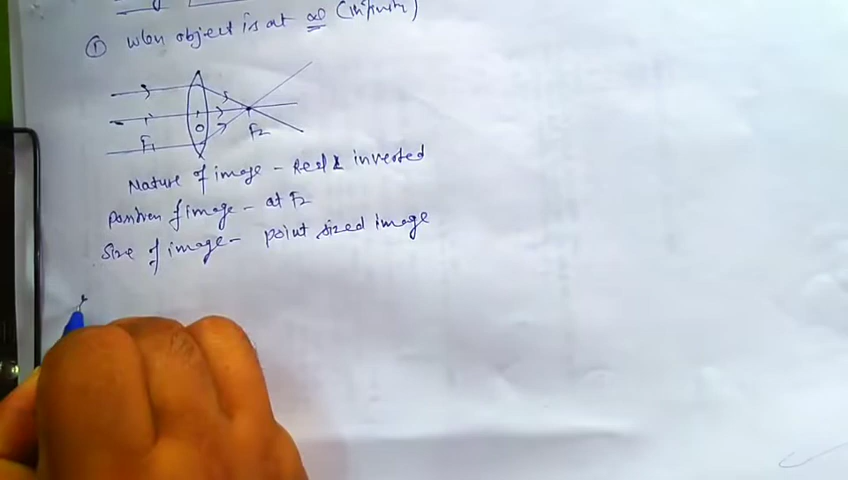 ① when object is at ∞ (infinity)
F1 O F2
Nature of image - Real & inverted
Position of image - at F2
Size of image - point sized image